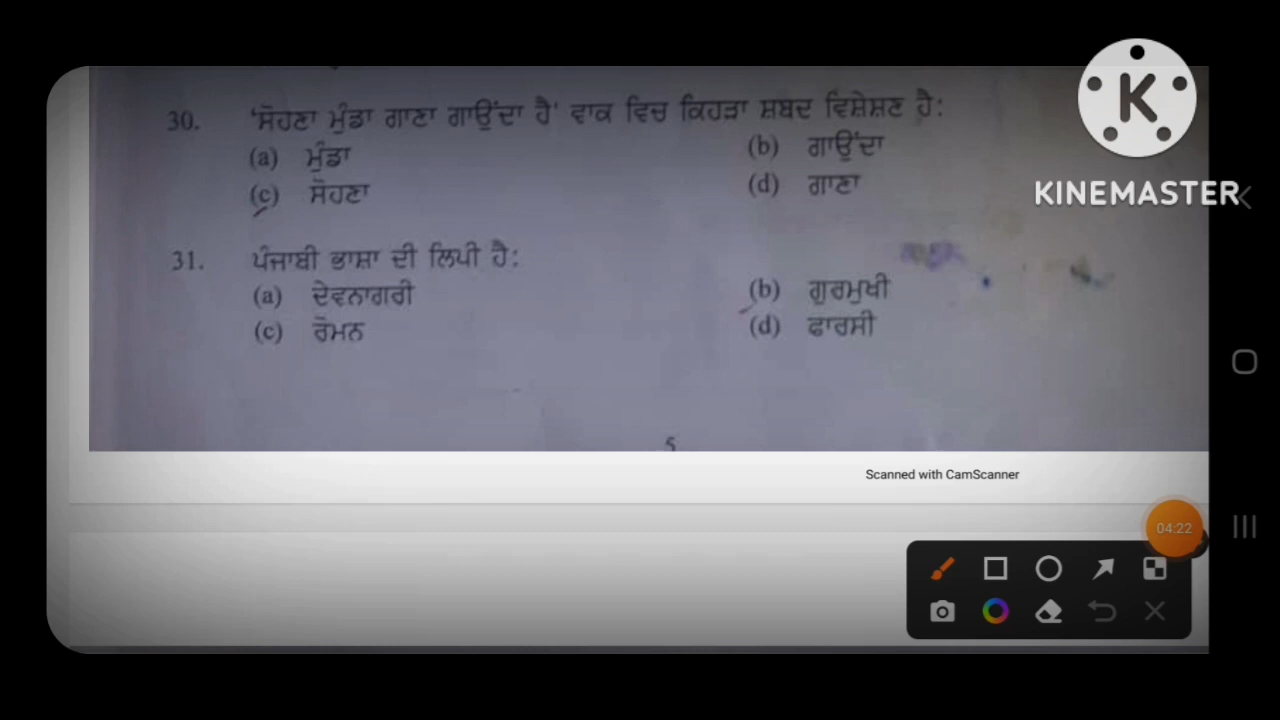 30. 'ਸੋਹਣਾ ਮੁੰਡਾ ਗਾਣਾ ਗਾਉਂਦਾ ਹੈ' ਵਾਕ ਵਿਚ ਕਿਹੜਾ ਸ਼ਬਦ ਵਿਸ਼ੇਸ਼ਣ ਹੈ:
(a) ਮੁੰਡਾ (b) ਗਾਉਂਦਾ
(c) ਸੋਹਣਾ (d) ਗਾਣਾ
31. ਪੰਜਾਬੀ ਭਾਸ਼ਾ ਦੀ ਲਿਪੀ ਹੈ:
(a) ਦੇਵਨਾਗਰੀ (b) ਗੁਰਮੁਖੀ
(c) ਰੋਮਨ (d) ਫਾਰਸੀ
5
Scanned with CamScanner
K
KINEMASTER
04:22